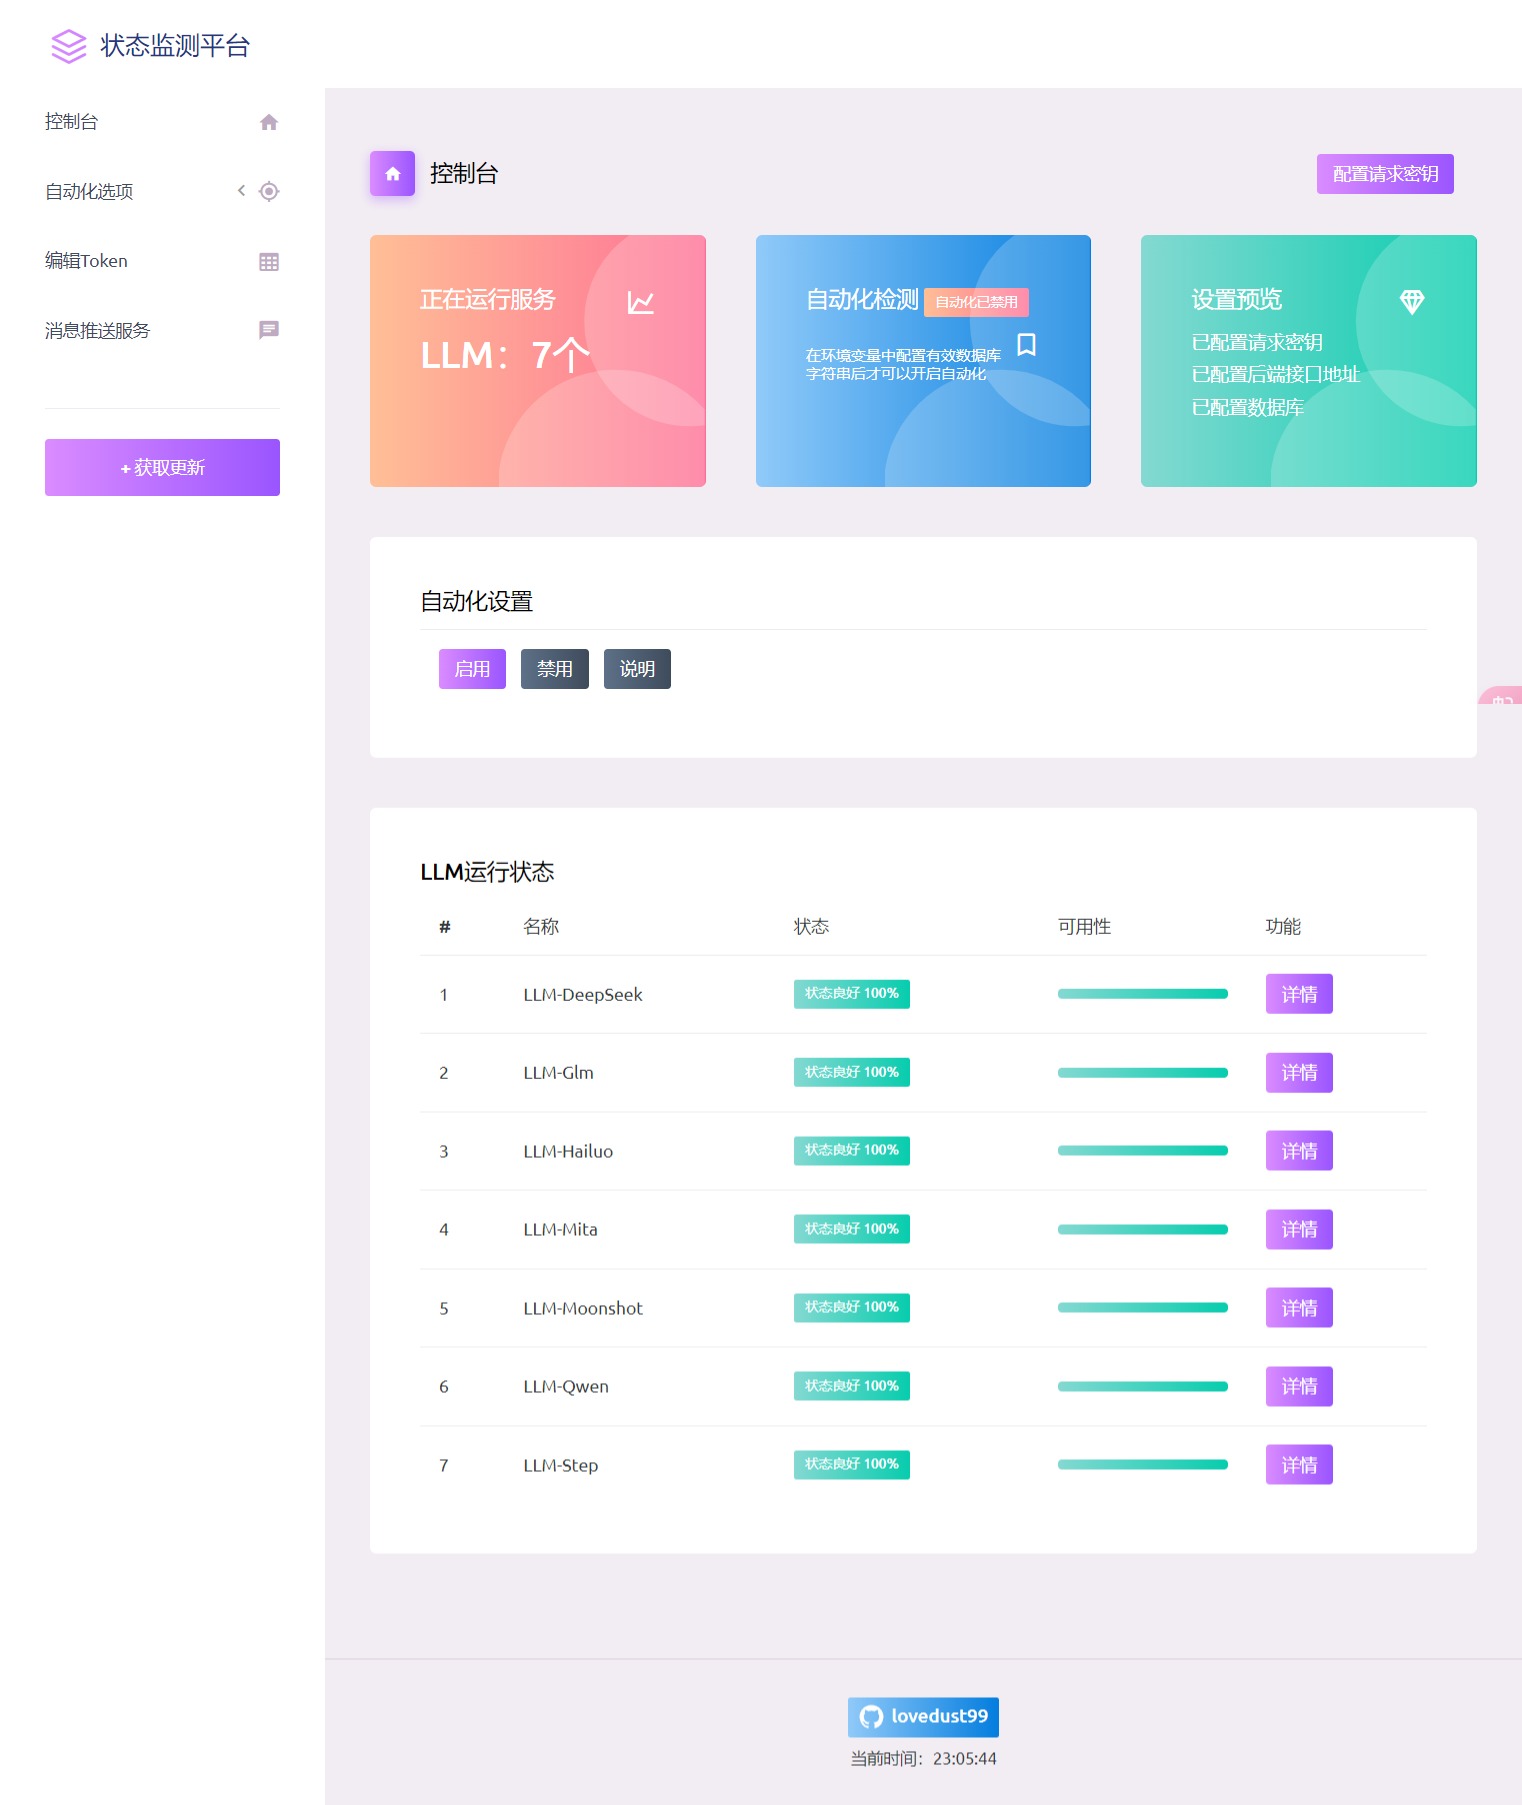 状态监测平台
控制台
自动化选项
编辑Token
消息推送服务
+ 获取更新
控制台
配置请求密钥
正在运行服务
LLM：7个
自动化检测 自动化已禁用
在环境变量中配置有效数据库
字符串后才可以开启自动化
设置预览
已配置请求密钥
已配置后端接口地址
已配置数据库
自动化设置
启用 禁用 说明
LLM运行状态
# 名称 状态 可用性 功能
1 LLM-DeepSeek 状态良好 100% 详情
2 LLM-Glm 状态良好 100% 详情
3 LLM-Hailuo 状态良好 100% 详情
4 LLM-Mita 状态良好 100% 详情
5 LLM-Moonshot 状态良好 100% 详情
6 LLM-Qwen 状态良好 100% 详情
7 LLM-Step 状态良好 100% 详情
lovedust99
当前时间：23:05:44